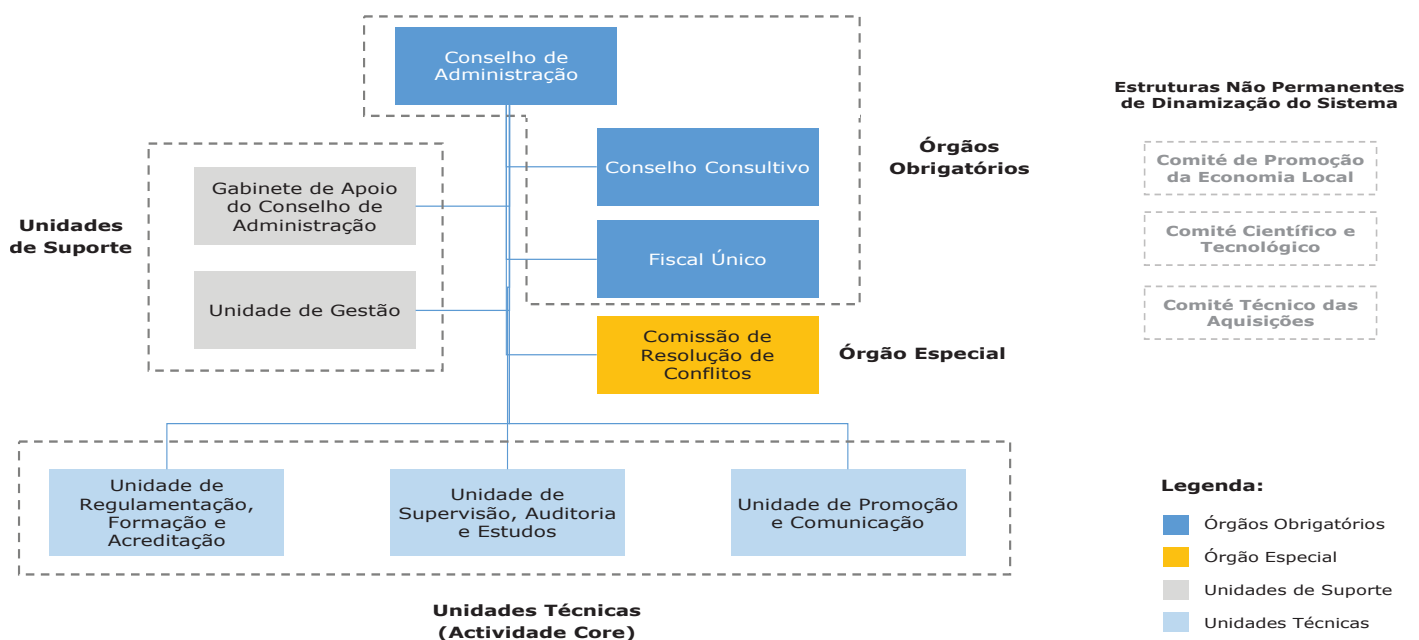 Conselho de
Administração
Conselho Consultivo
Fiscal Único
Órgãos
Obrigatórios
Gabinete de Apoio
do Conselho de
Administração
Unidade de Gestão
Unidades
de Suporte
Comissão de
Resolução de
Conflitos
Órgão Especial
Unidade de
Regulamentação,
Formação e
Acreditação
Unidade de
Supervisão, Auditoria
e Estudos
Unidade de Promoção
e Comunicação
Unidades Técnicas
(Actividade Core)
Estruturas Não Permanentes
de Dinamização do Sistema
Comité de Promoção
da Economia Local
Comité Científico e
Tecnológico
Comité Técnico das
Aquisições
Legenda:
Órgãos Obrigatórios
Órgão Especial
Unidades de Suporte
Unidades Técnicas